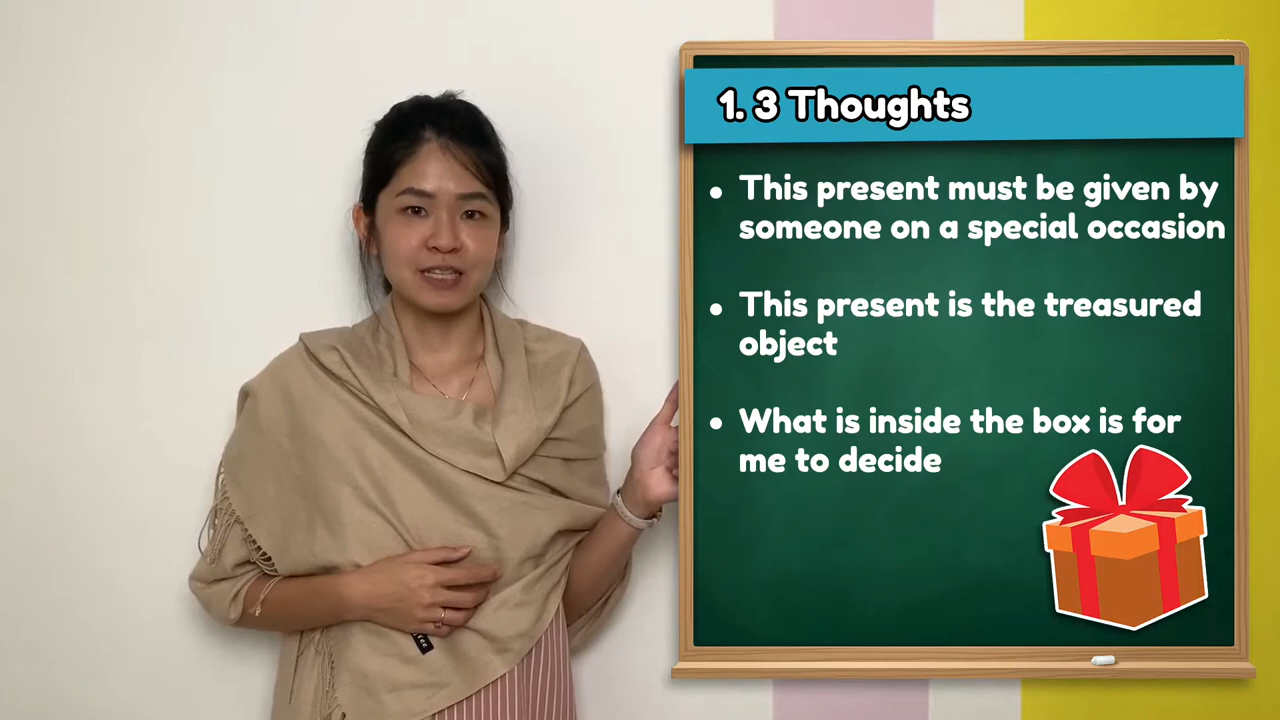 1. 3 Thoughts
• This present must be given by
someone on a special occasion
• This present is the treasured
object
• What is inside the box is for
me to decide